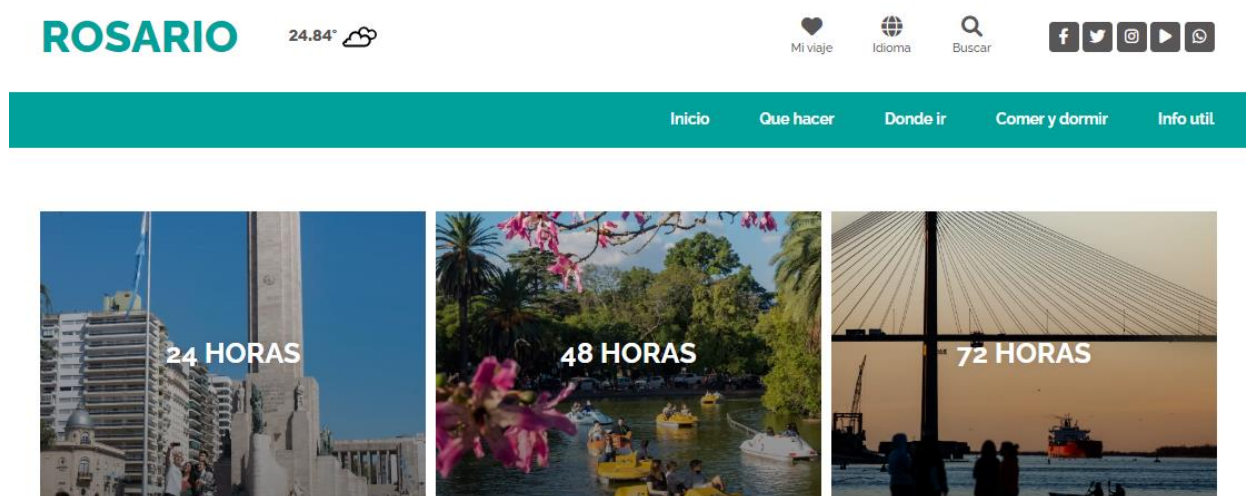 ROSARIO
24.84°
Mi viaje
Idioma
Buscar
Inicio
Que hacer
Donde ir
Comer y dormir
Info util
24 HORAS
48 HORAS
72 HORAS